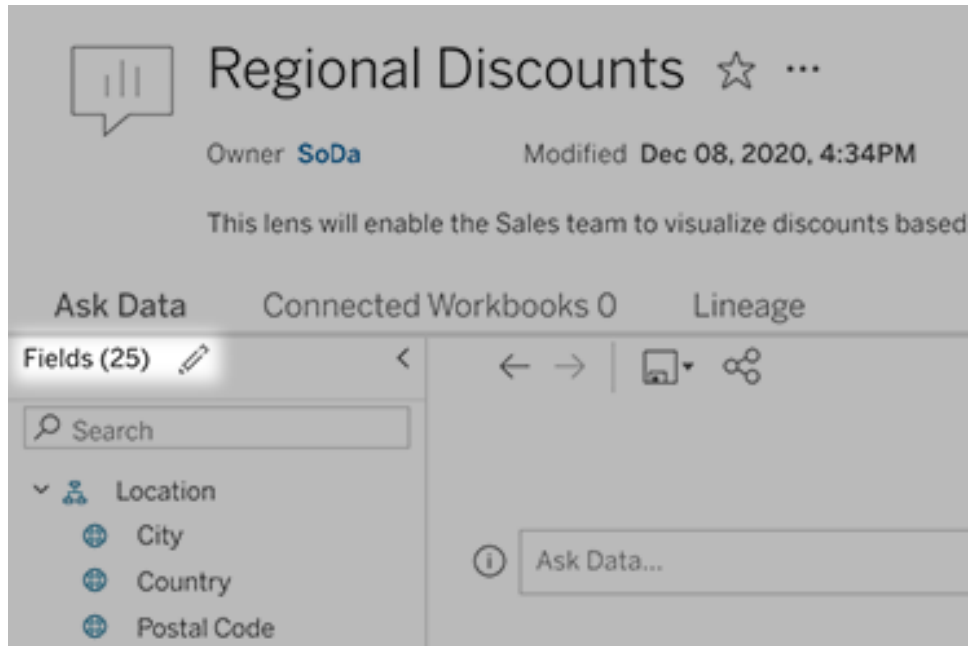 Regional Discounts ☆ ...
Owner SoDa Modified Dec 08, 2020, 4:34PM
This lens will enable the Sales team to visualize discounts based
Ask Data Connected Workbooks 0 Lineage
Fields (25)
Search
Location
City
Country
Postal Code
Ask Data...